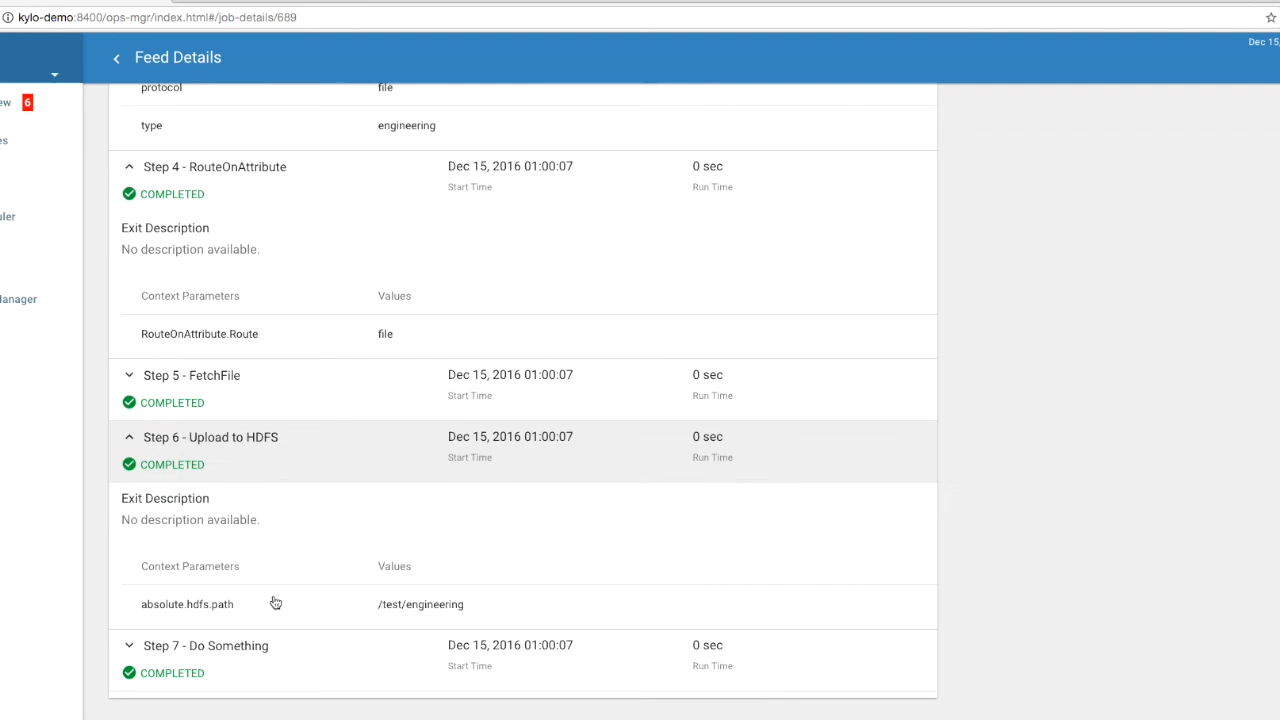 kylo-demo:8400/ops-mgr/index.html#/job-details/689
Feed Details
Dec 15,
ew 6
es
uler
Manager
protocol file
type engineering
Step 4 - RouteOnAttribute Dec 15, 2016 01:00:07 0 sec
Start Time Run Time
COMPLETED
Exit Description
No description available.
Context Parameters Values
RouteOnAttribute.Route file
Step 5 - FetchFile Dec 15, 2016 01:00:07 0 sec
Start Time Run Time
COMPLETED
Step 6 - Upload to HDFS Dec 15, 2016 01:00:07 0 sec
Start Time Run Time
COMPLETED
Exit Description
No description available.
Context Parameters Values
absolute.hdfs.path /test/engineering
Step 7 - Do Something Dec 15, 2016 01:00:07 0 sec
Start Time Run Time
COMPLETED